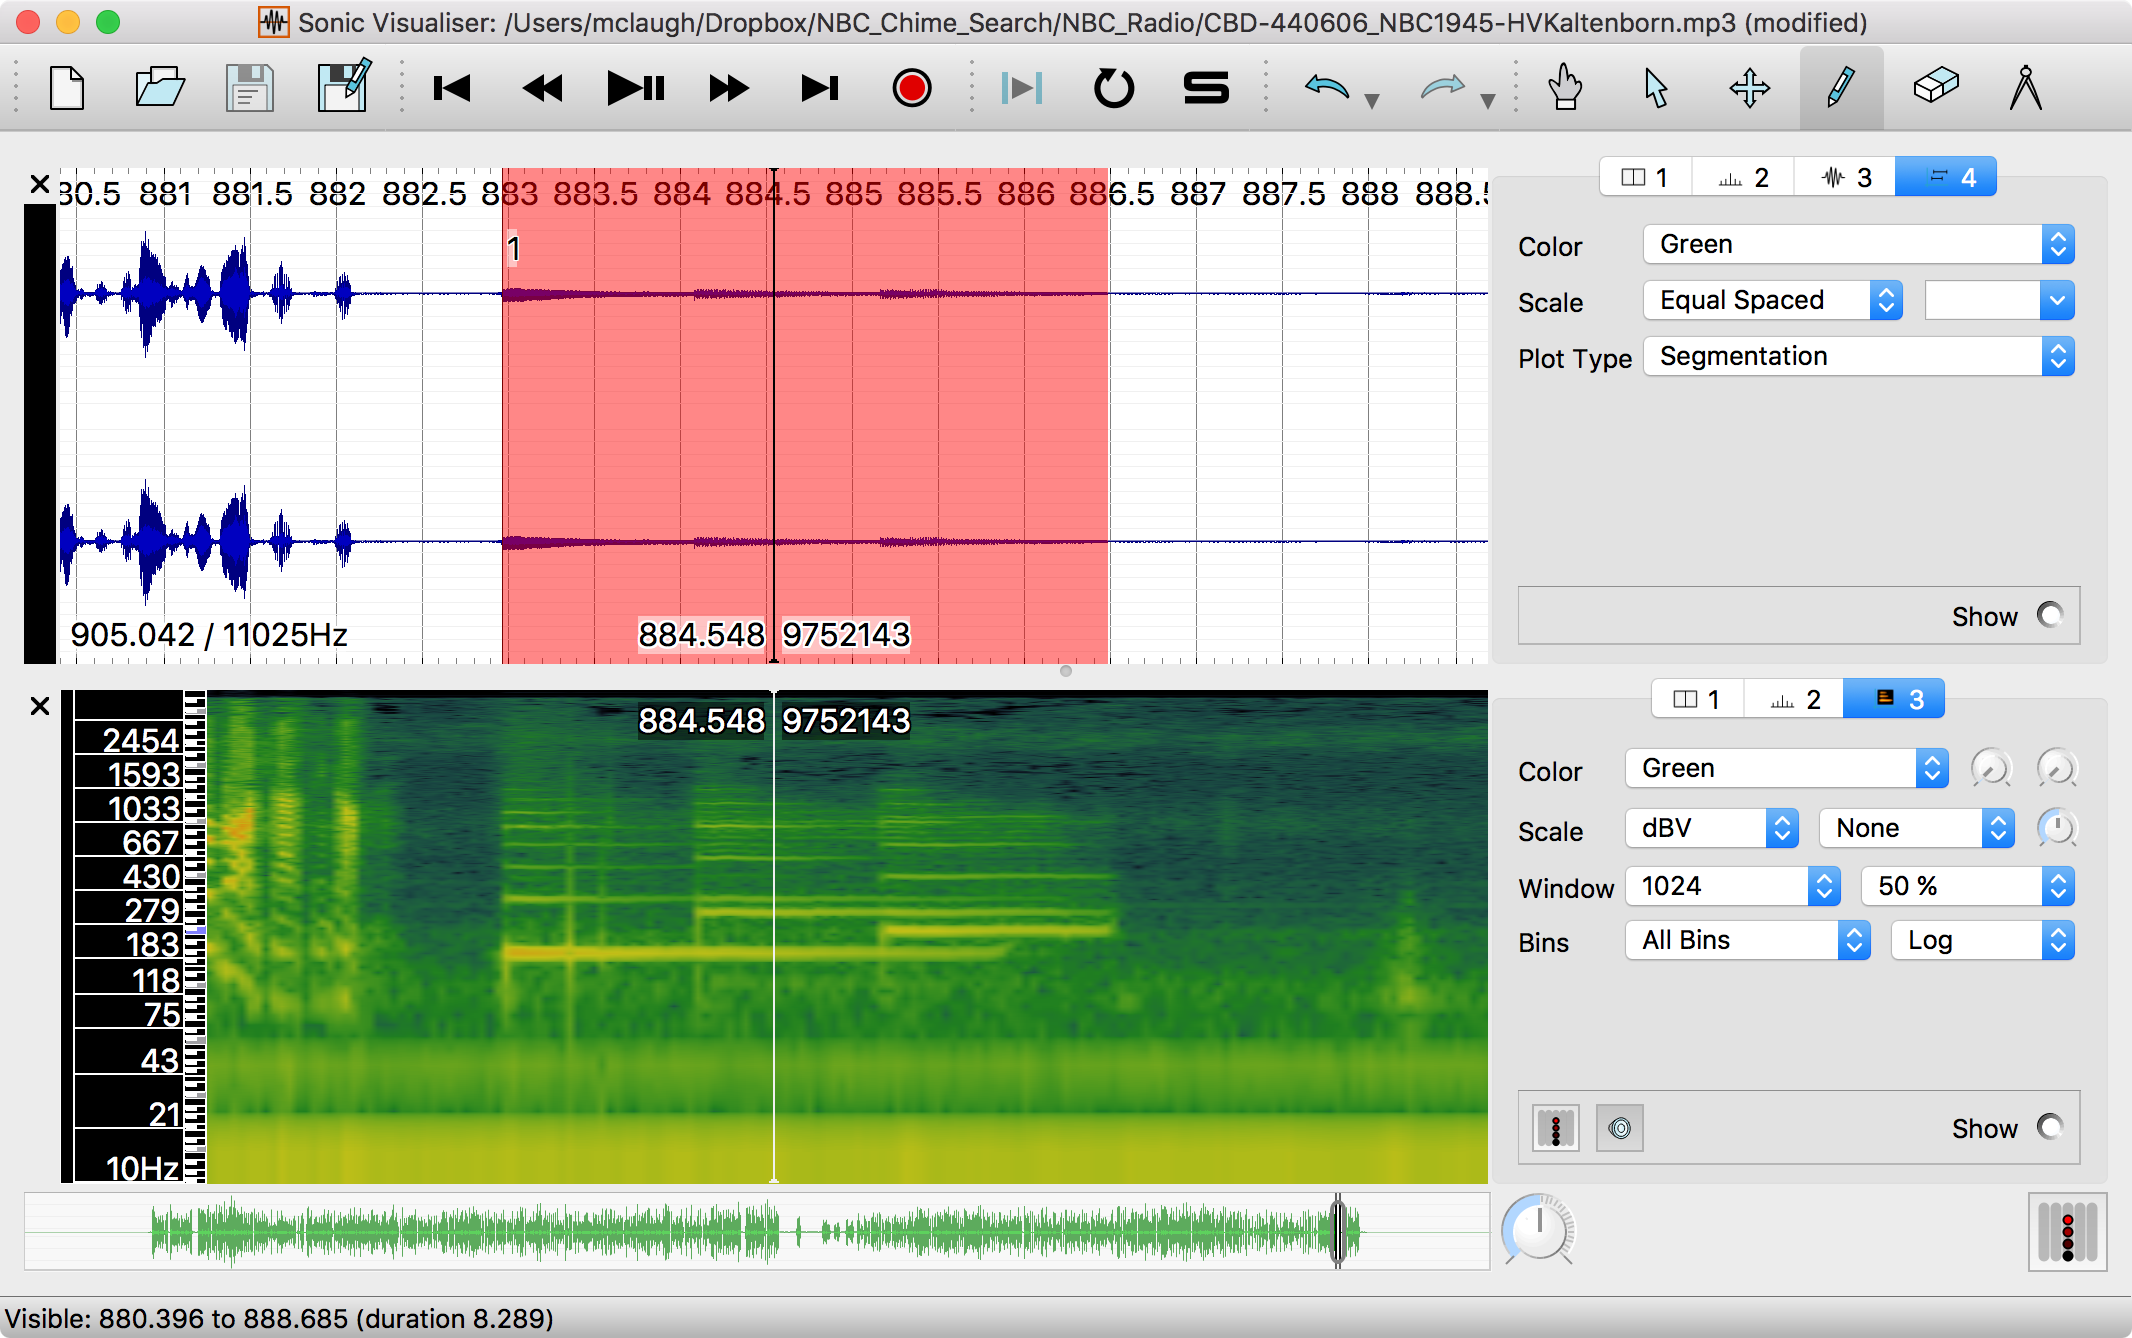 Sonic Visualiser: /Users/mclaugh/Dropbox/NBC_Chime_Search/NBC_Radio/CBD-440606_NBC1945-HVKaltenborn.mp3 (modified)
80.5 881 881.5 882 882.5 883 883.5 884 884.5 885 885.5 886 886.5 887 887.5 888 888.5
1
905.042 / 11025Hz
884.548 9752143
1 2 3 4
Color Green
Scale Equal Spaced
Plot Type Segmentation
Show
884.548 9752143
2454
1593
1033
667
430
279
183
118
75
43
21
10Hz
1 2 3
Color Green
Scale dBV None
Window 1024 50 %
Bins All Bins Log
Show
Visible: 880.396 to 888.685 (duration 8.289)